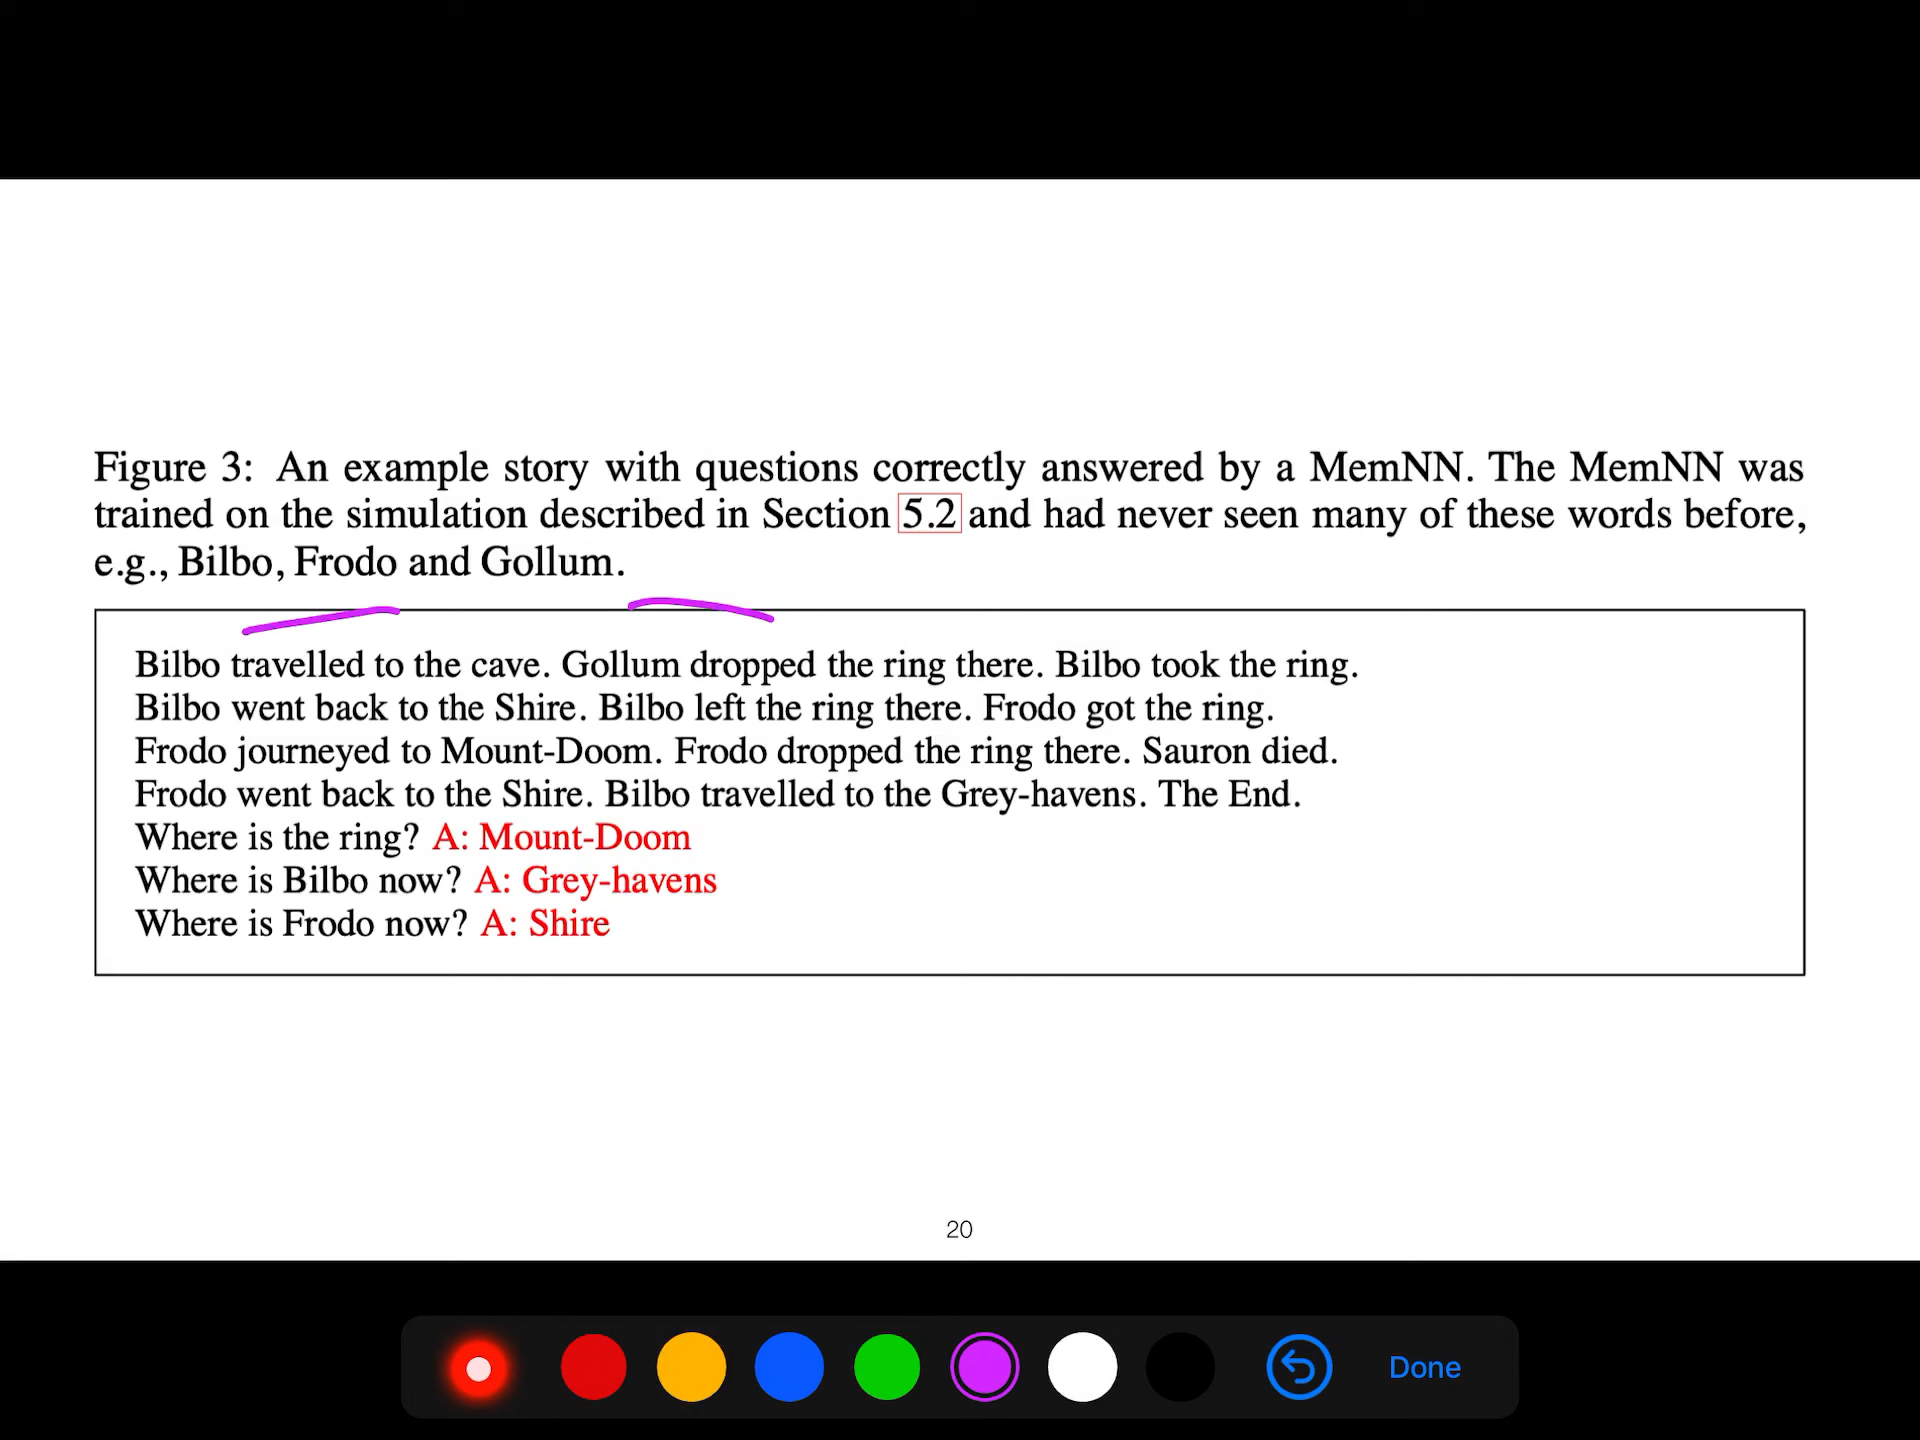 Figure 3: An example story with questions correctly answered by a MemNN. The MemNN was
trained on the simulation described in Section 5.2 and had never seen many of these words before,
e.g., Bilbo, Frodo and Gollum.
Bilbo travelled to the cave. Gollum dropped the ring there. Bilbo took the ring.
Bilbo went back to the Shire. Bilbo left the ring there. Frodo got the ring.
Frodo journeyed to Mount-Doom. Frodo dropped the ring there. Sauron died.
Frodo went back to the Shire. Bilbo travelled to the Grey-havens. The End.
Where is the ring? A: Mount-Doom
Where is Bilbo now? A: Grey-havens
Where is Frodo now? A: Shire
20
Done